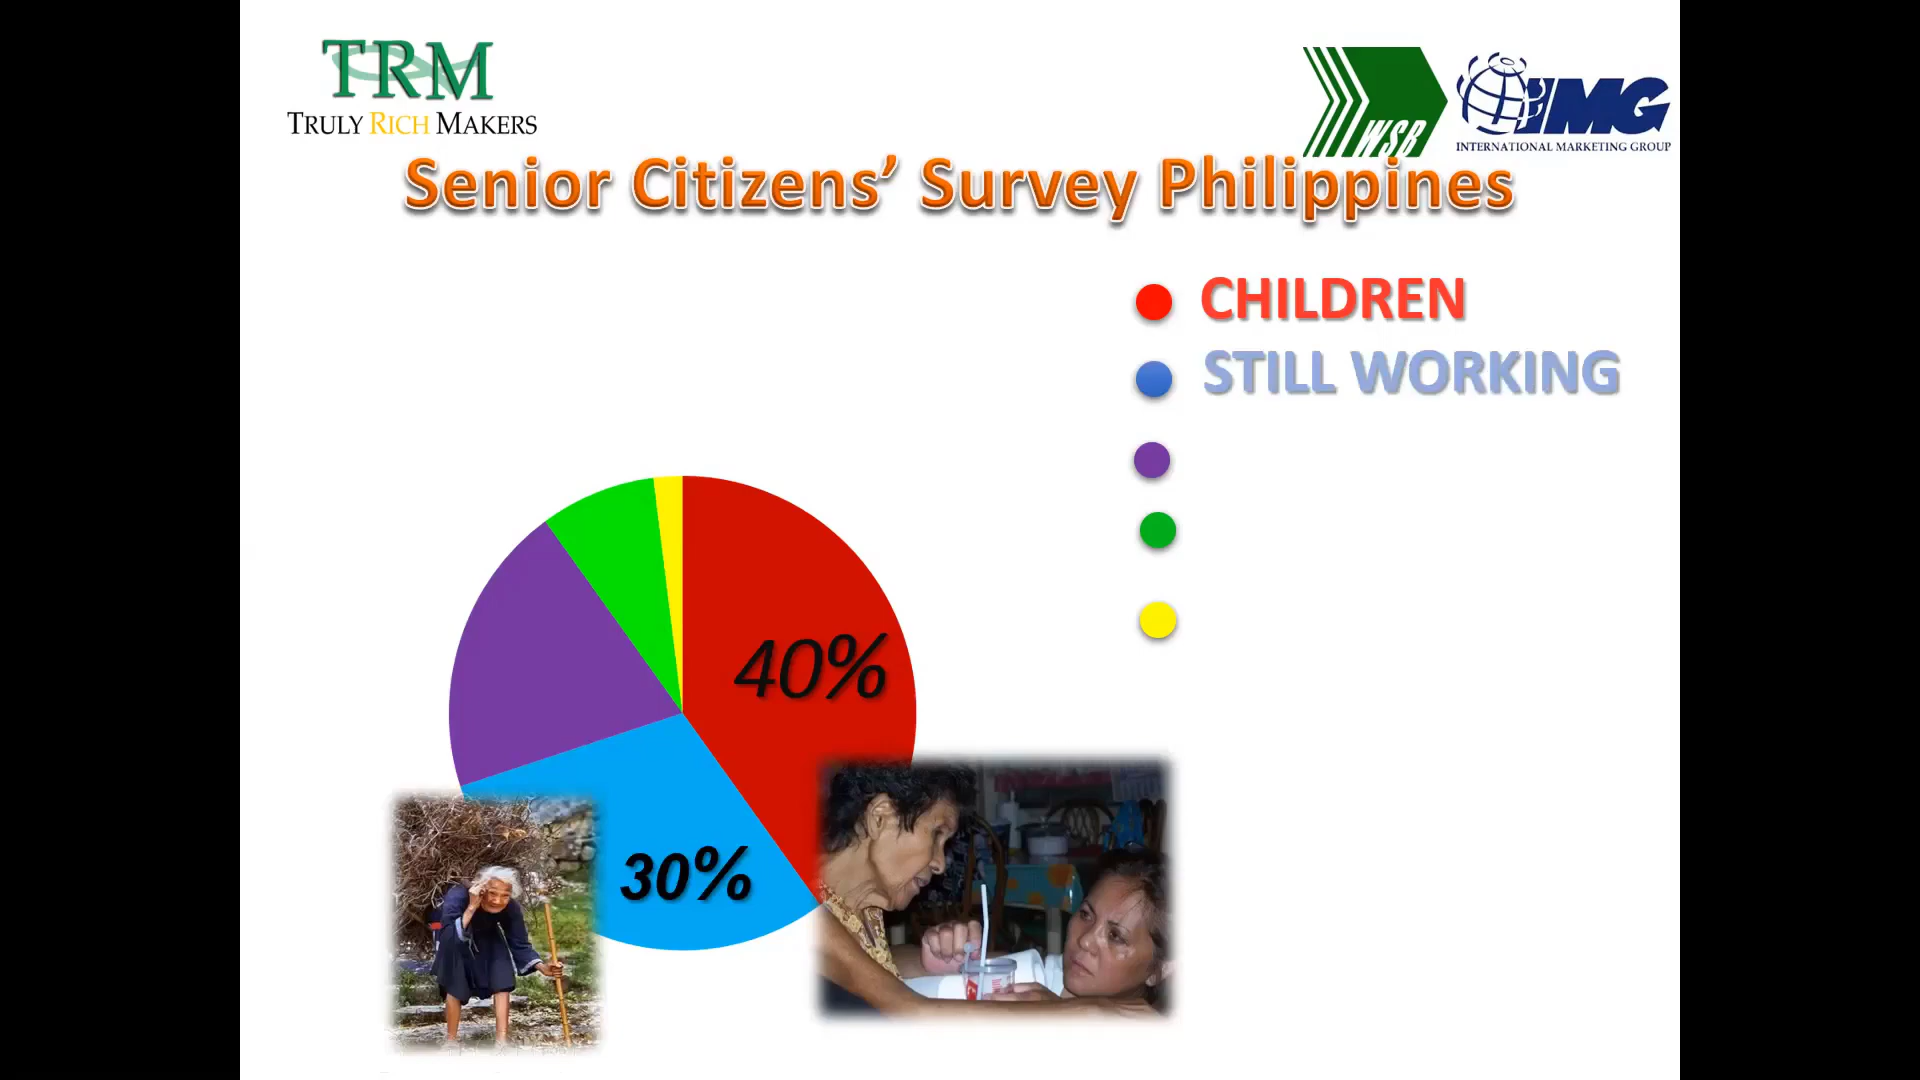 TRM
TRULY RICH MAKERS
WSB
IMG
INTERNATIONAL MARKETING GROUP
Senior Citizens’ Survey Philippines
CHILDREN
STILL WORKING
40%
30%